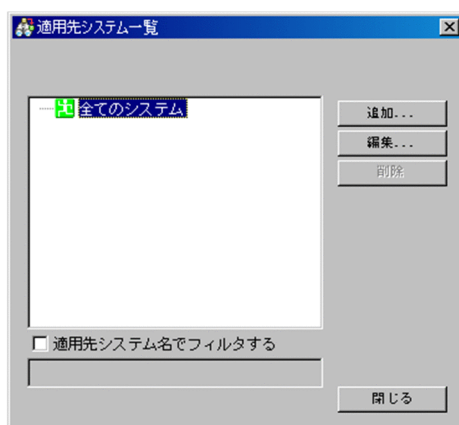 適用先システム一覧
全てのシステム
追加...
編集...
削除
適用先システム名でフィルタする
閉じる